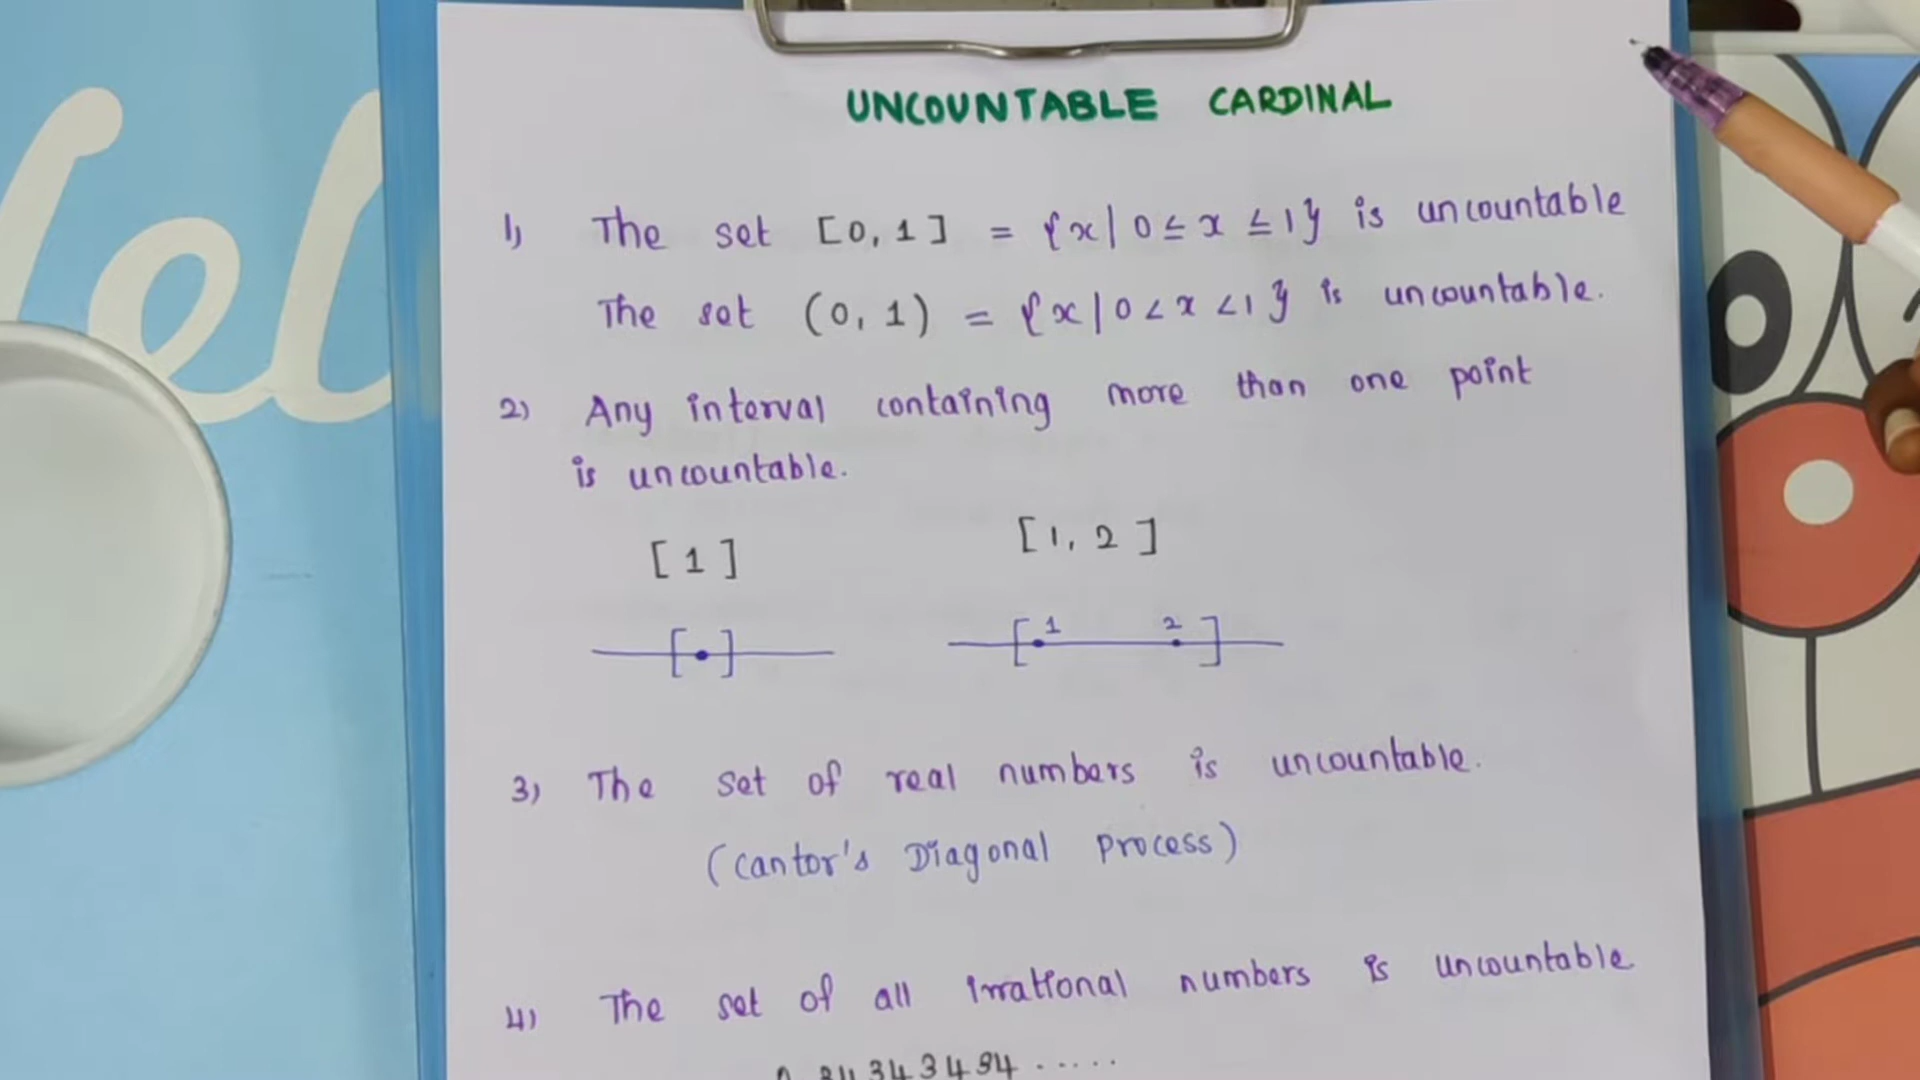 UNCOUNTABLE CARDINAL
1) The set [0, 1] = {x | 0 ≤ x ≤ 1} is uncountable
The set (0, 1) = {x | 0 < x < 1} is uncountable.
2) Any interval containing more than one point
is uncountable.
[1] [1, 2]
[•] [1 2]
3) The set of real numbers is uncountable.
(Cantor's Diagonal Process)
4) The set of all irrational numbers is uncountable